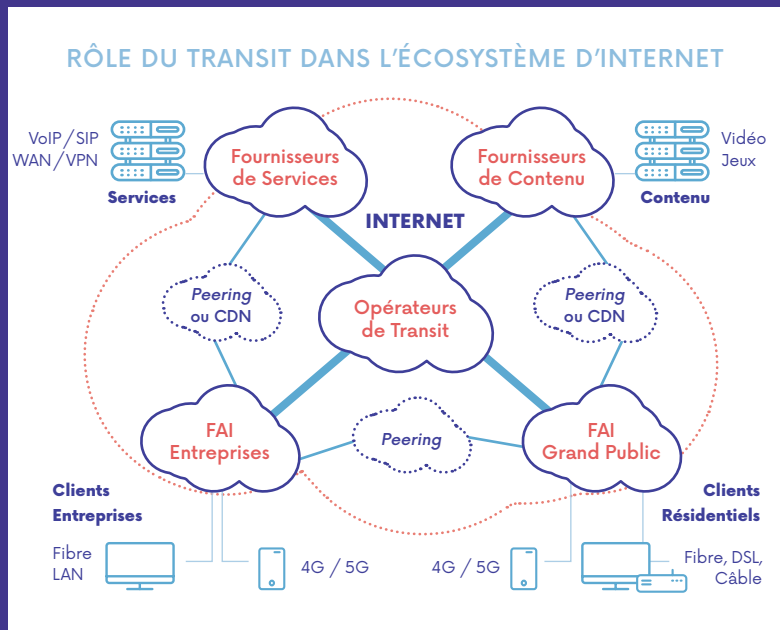 RÔLE DU TRANSIT DANS L’ÉCOSYSTÈME D’INTERNET
VoIP / SIP
WAN / VPN
Services
Fournisseurs
de Services
Fournisseurs
de Contenu
Vidéo
Jeux
Contenu
INTERNET
Peering
ou CDN
Opérateurs
de Transit
Peering
ou CDN
FAI
Entreprises
Peering
FAI
Grand Public
Clients
Entreprises
Clients
Résidentiels
Fibre
LAN
4G / 5G
4G / 5G
Fibre, DSL,
Câble